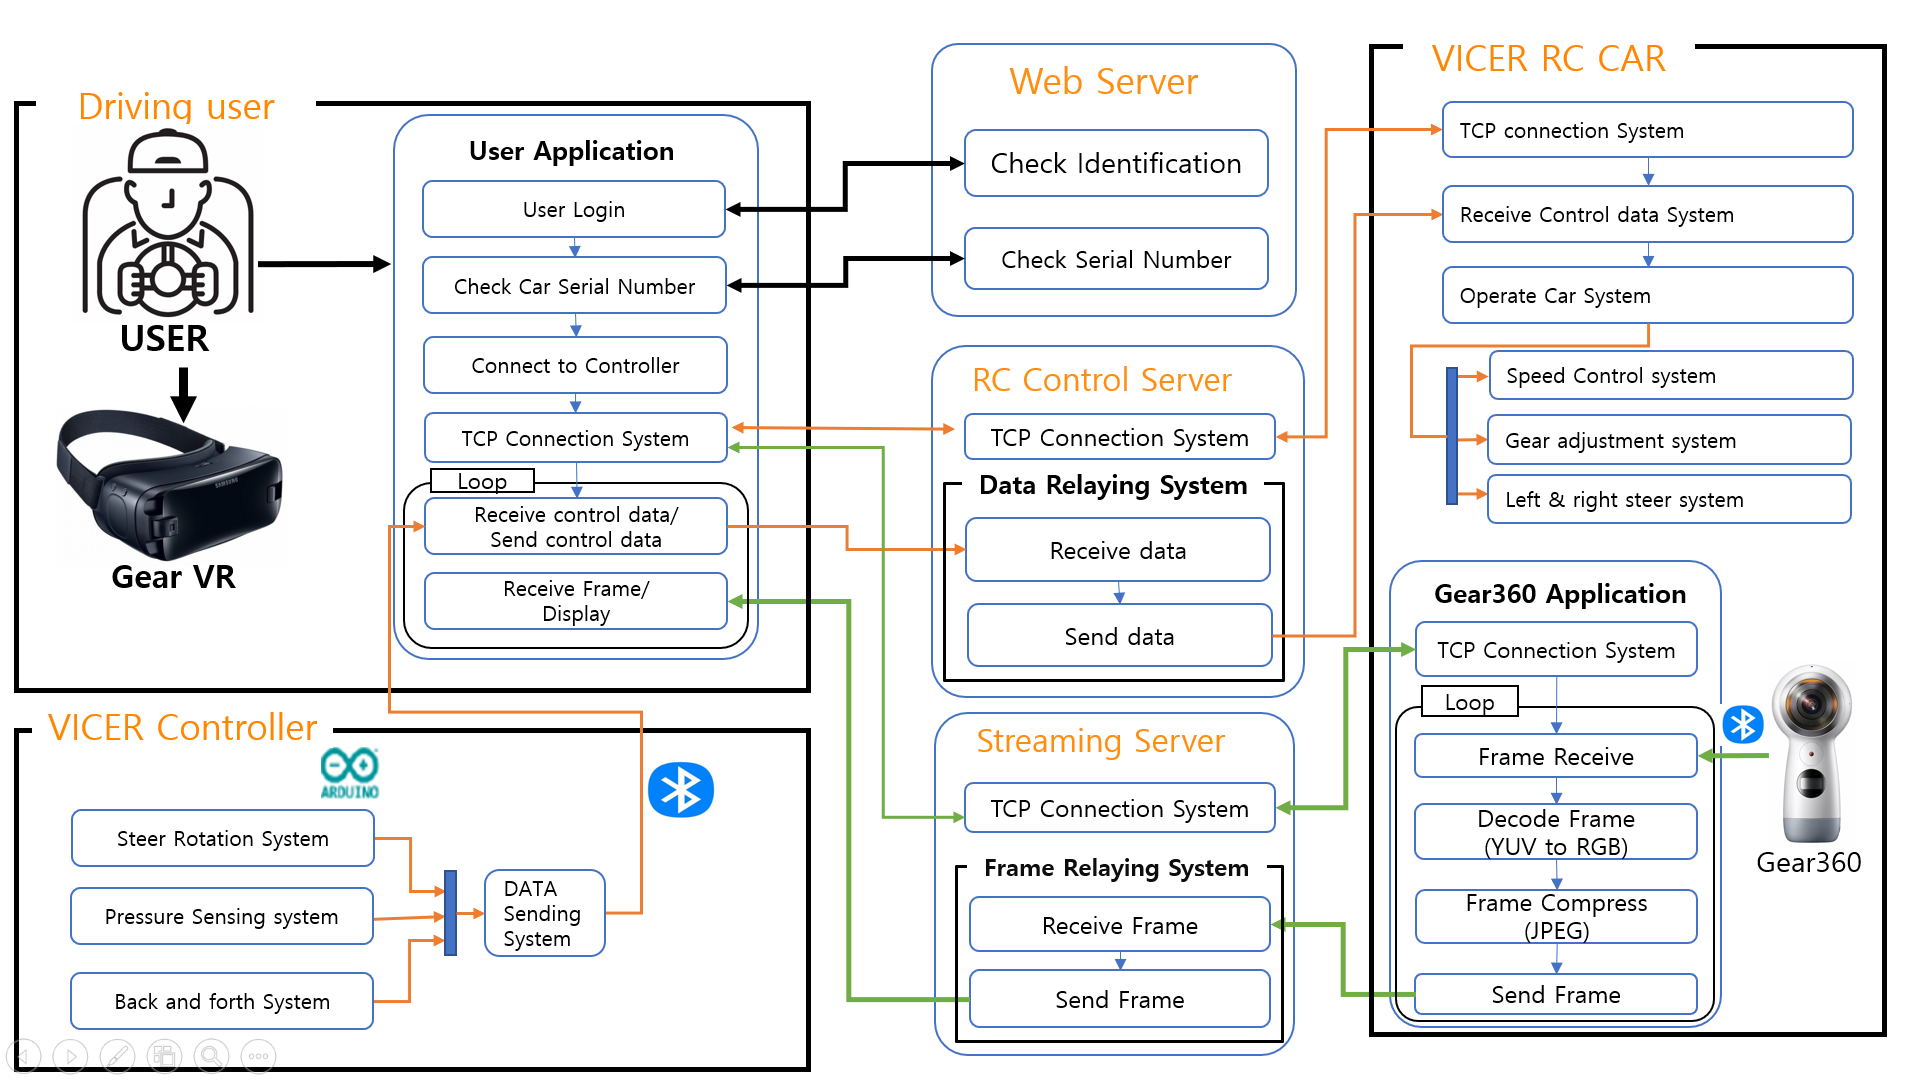 Driving user
USER
SAMSUNG
Gear VR
User Application
User Login
Check Car Serial Number
Connect to Controller
TCP Connection System
Loop
Receive control data/
Send control data
Receive Frame/
Display
VICER Controller
ARDUINO
Steer Rotation System
Pressure Sensing system
Back and forth System
DATA
Sending
System
Web Server
Check Identification
Check Serial Number
RC Control Server
TCP Connection System
Data Relaying System
Receive data
Send data
Streaming Server
TCP Connection System
Frame Relaying System
Receive Frame
Send Frame
VICER RC CAR
TCP connection System
Receive Control data System
Operate Car System
Speed Control system
Gear adjustment system
Left & right steer system
Gear360 Application
TCP Connection System
Loop
Frame Receive
Decode Frame
(YUV to RGB)
Frame Compress
(JPEG)
Send Frame
Gear360